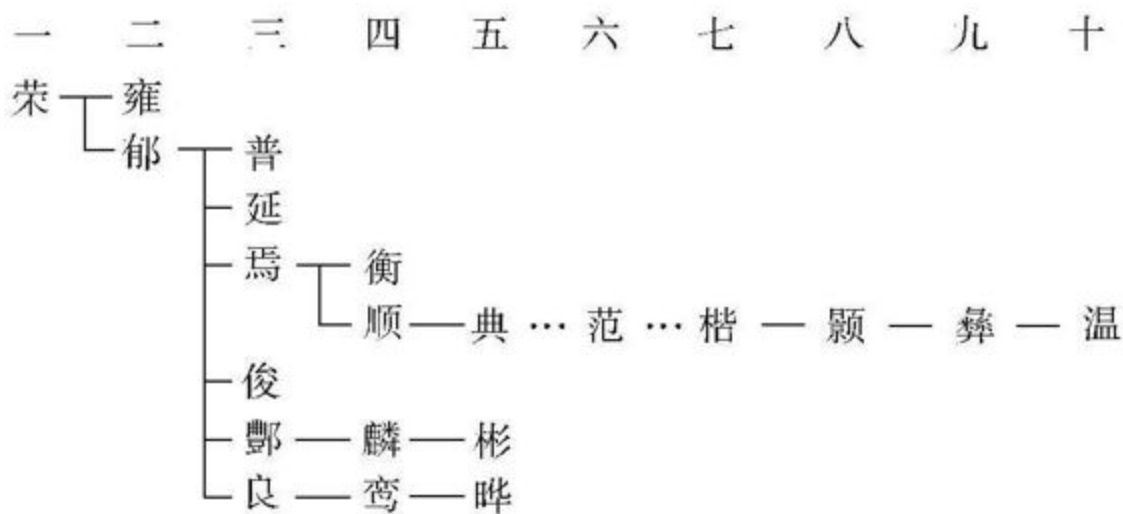 一 二 三 四 五 六 七 八 九 十
荣 雍
郁 普
延
焉 衡
顺 典 … 范 … 楷 颢 彝 温
俊
酆 麟 彬
良 鸾 晔